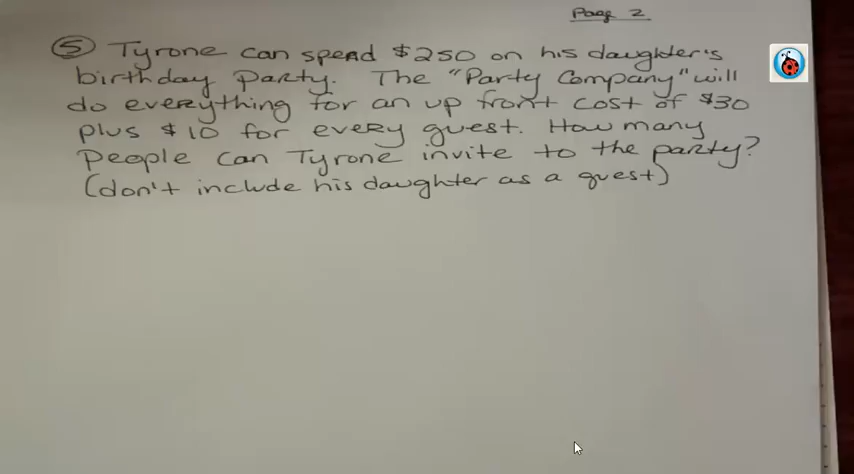 Page 2
5 Tyrone can spend $250 on his daughter's
birthday party. The "Party Company" will
do everything for an up front cost of $30
plus $10 for every guest. How many
People can Tyrone invite to the party?
(don't include his daughter as a guest)